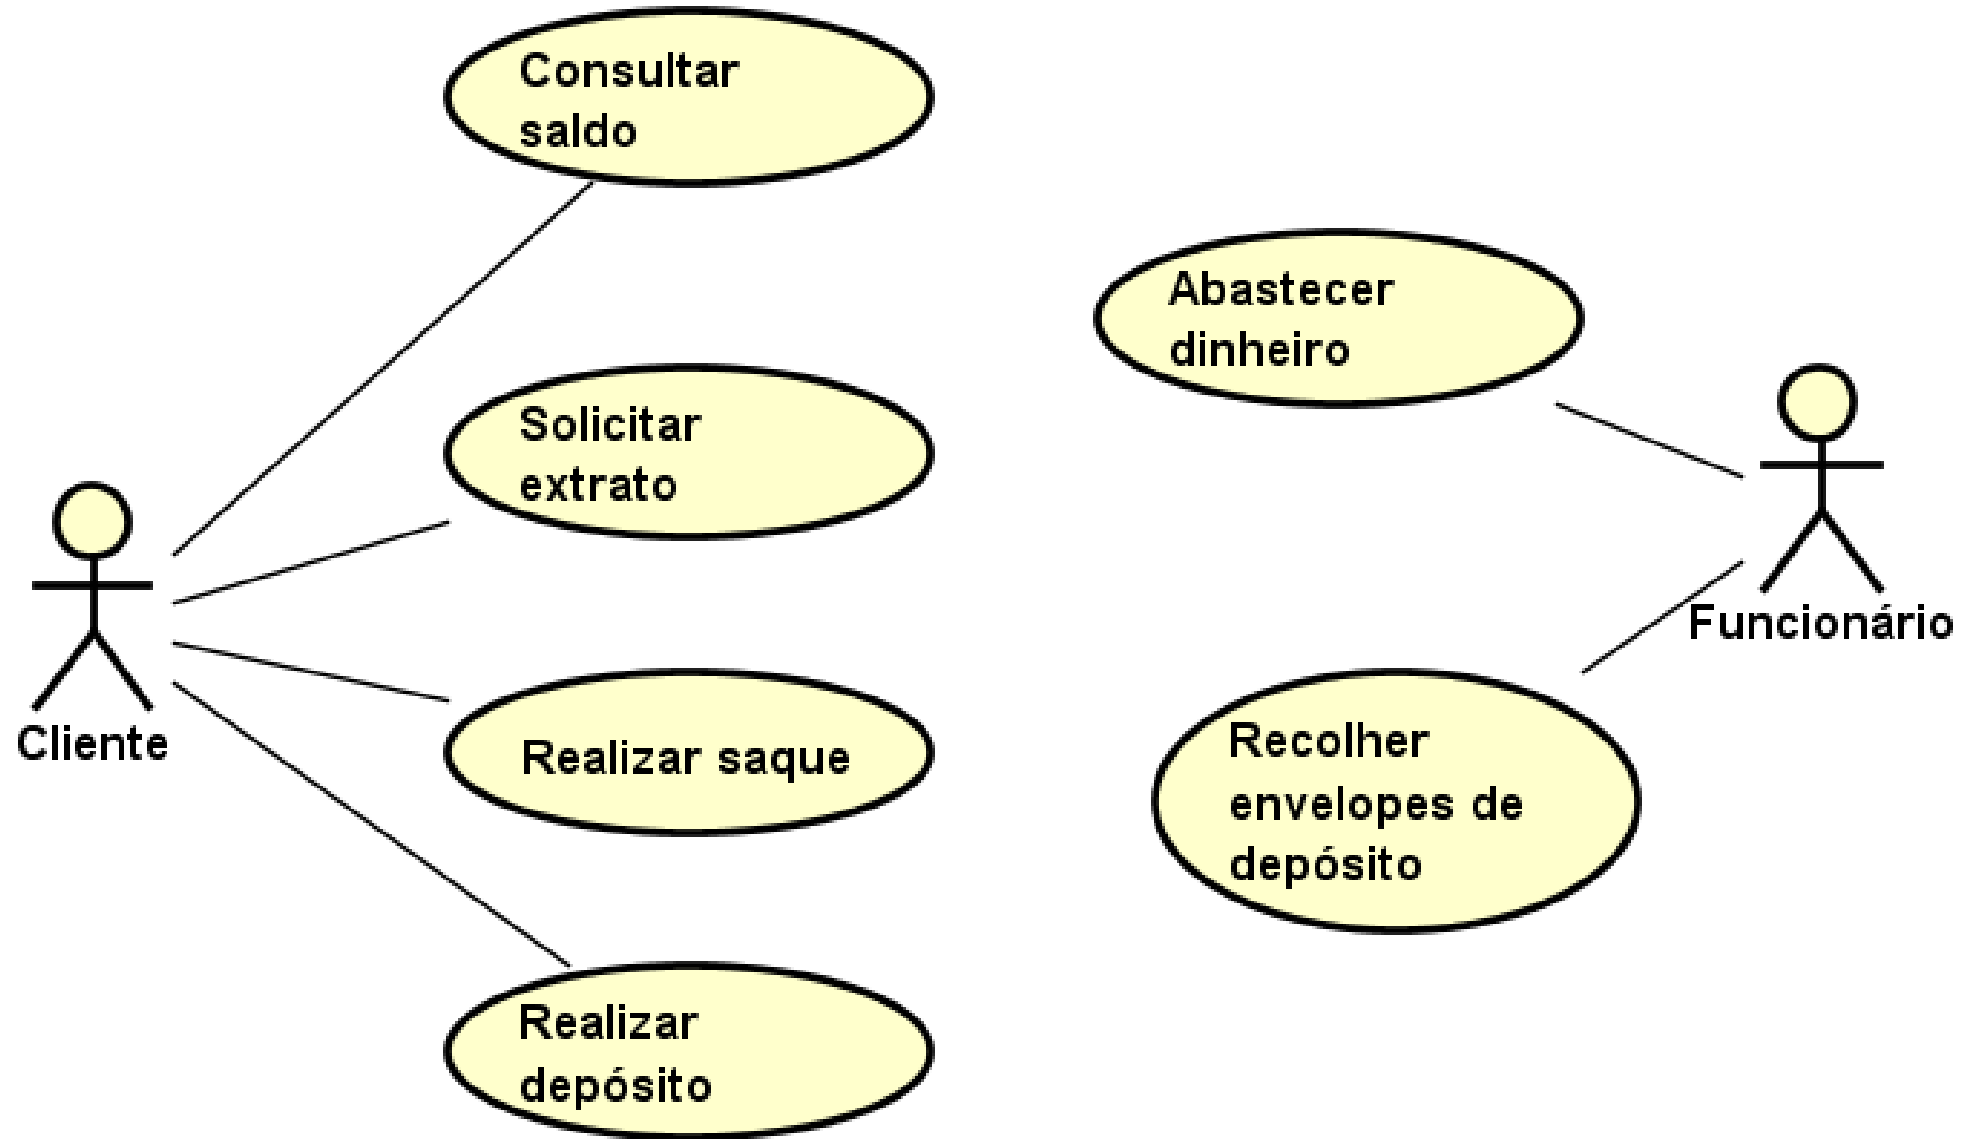 Consultar
saldo
Solicitar
extrato
Cliente
Realizar saque
Realizar
depósito
Abastecer
dinheiro
Funcionário
Recolher
envelopes de
depósito